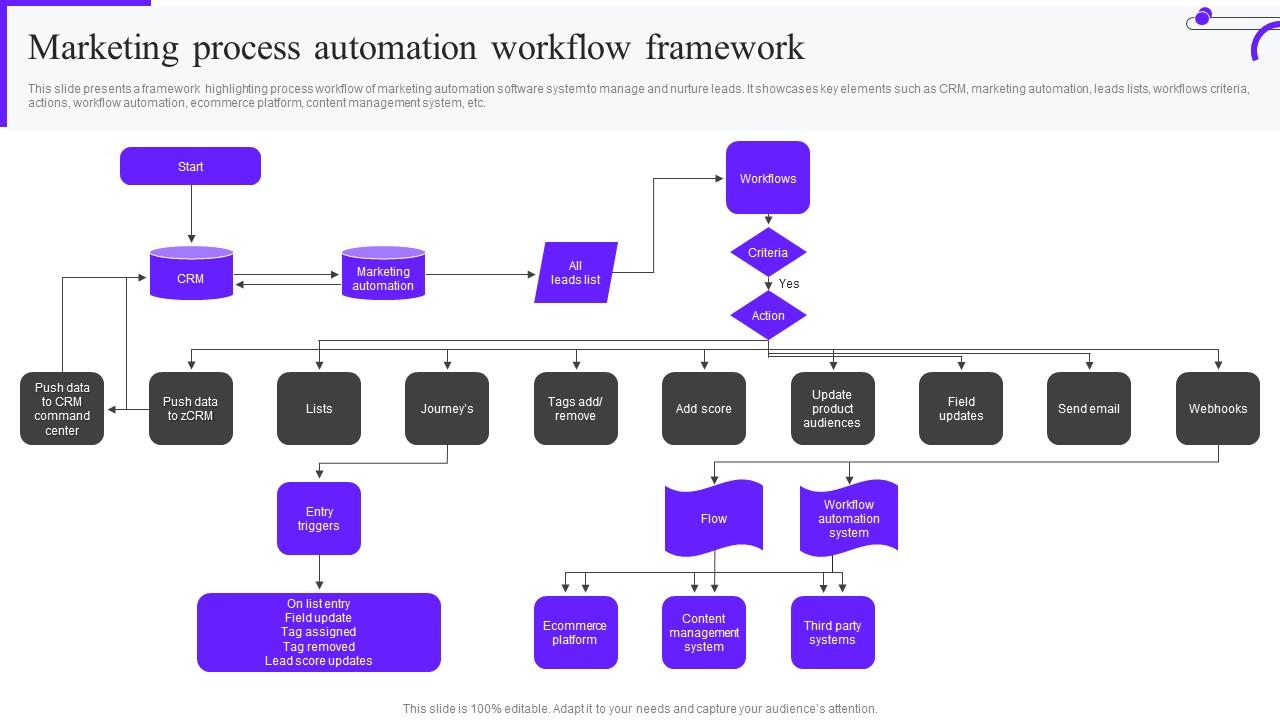 Marketing process automation workflow framework
This slide presents a framework highlighting process workflow of marketing automation software system to manage and nurture leads. It showcases key elements such as CRM, marketing automation, leads lists, workflows criteria,
actions, workflow automation, ecommerce platform, content management system, etc.
Start
Workflows
CRM
Marketing
automation
All
leads list
Criteria
Yes
Action
Push data
to CRM
command
center
Push data
to zCRM
Lists
Journey's
Tags add/
remove
Add score
Update
product
audiences
Field
updates
Send email
Webhooks
Entry
triggers
Flow
Workflow
automation
system
On list entry
Field update
Tag assigned
Tag removed
Lead score updates
Ecommerce
platform
Content
management
system
Third party
systems
This slide is 100% editable. Adapt it to your needs and capture your audience's attention.